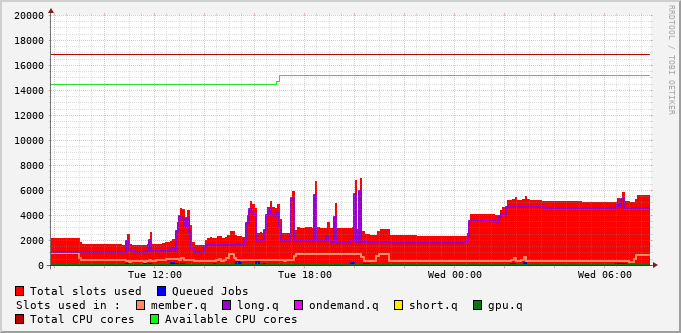 20000
18000
16000
14000
12000
10000
8000
6000
4000
2000
0
Tue 12:00 Tue 18:00 Wed 00:00 Wed 06:00
RRDTOOL / TOBI OETIKER
Total slots used Queued Jobs
Slots used in : member.q long.q ondemand.q short.q gpu.q
Total CPU cores Available CPU cores